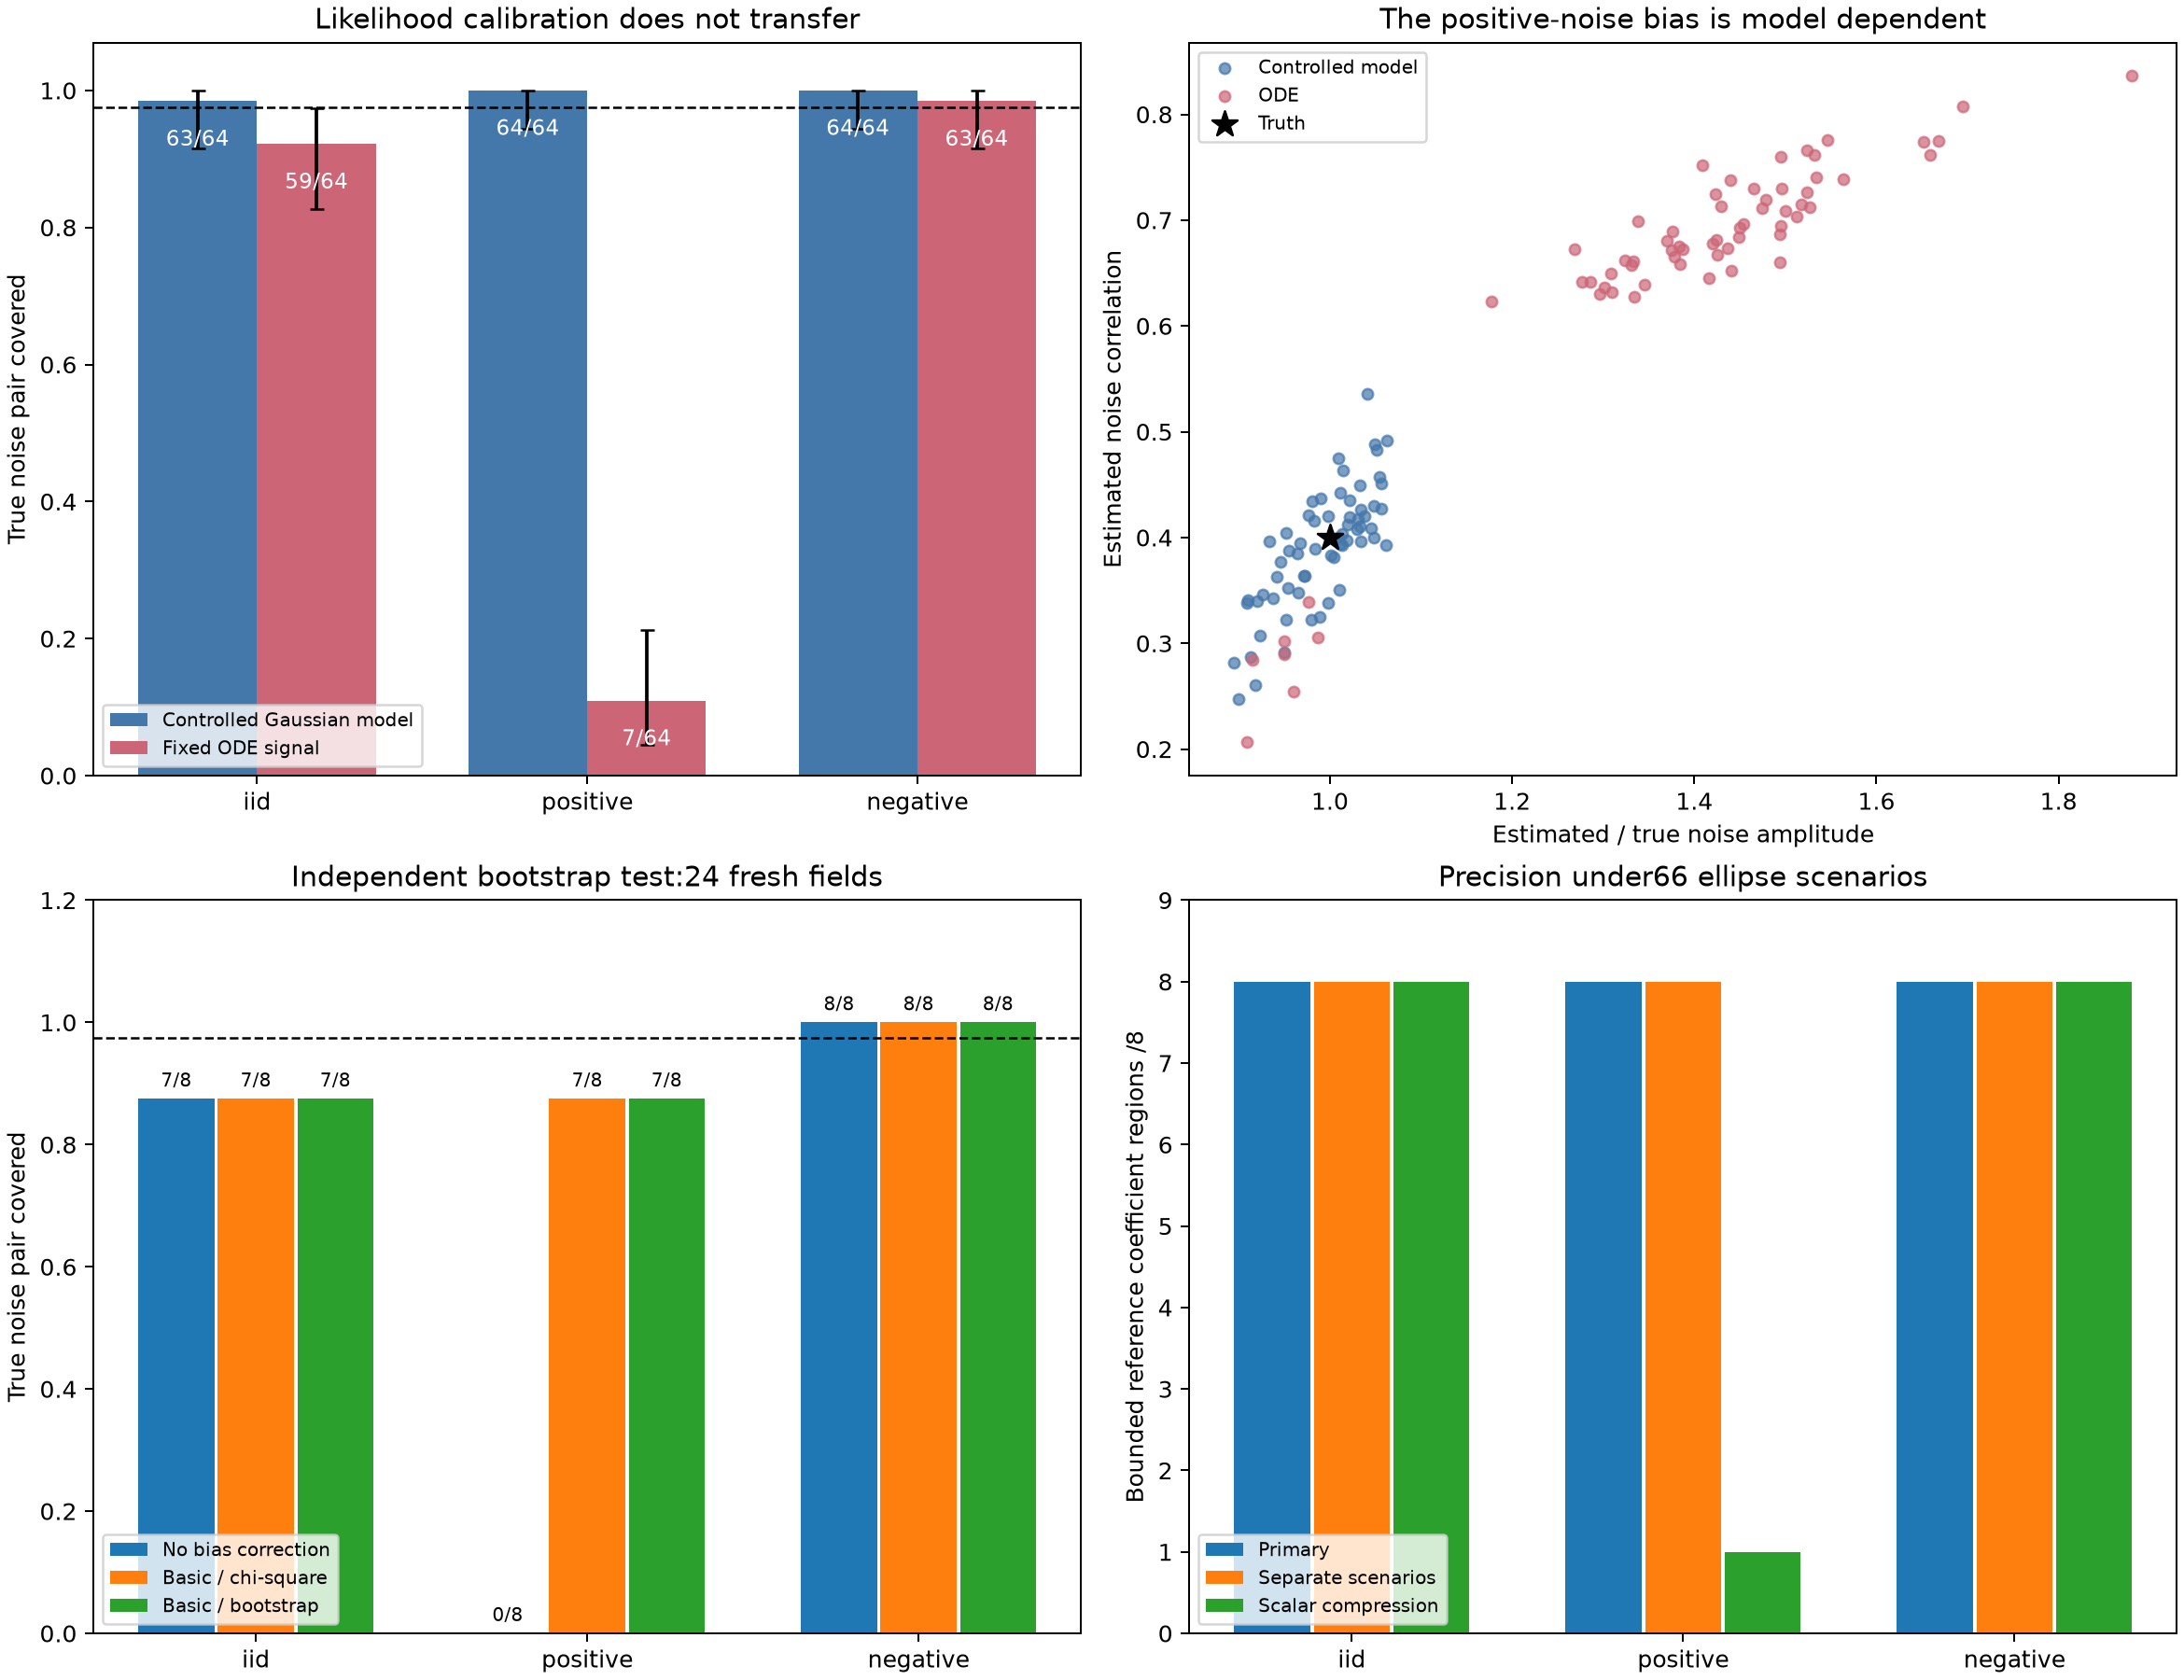 Likelihood calibration does not transfer
True noise pair covered
1.0
0.8
0.6
0.4
0.2
0.0
63/64
59/64
64/64
7/64
64/64
63/64
Controlled Gaussian model
Fixed ODE signal
iid
positive
negative
The positive-noise bias is model dependent
Estimated noise correlation
0.8
0.7
0.6
0.5
0.4
0.3
0.2
Controlled model
ODE
Truth
1.0
1.2
1.4
1.6
1.8
Estimated / true noise amplitude
Independent bootstrap test:24 fresh fields
True noise pair covered
1.2
1.0
0.8
0.6
0.4
0.2
0.0
7/8
7/8
7/8
0/8
7/8
7/8
8/8
8/8
8/8
No bias correction
Basic / chi-square
Basic / bootstrap
iid
positive
negative
Precision under66 ellipse scenarios
Bounded reference coefficient regions /8
9
8
7
6
5
4
3
2
1
0
Primary
Separate scenarios
Scalar compression
iid
positive
negative